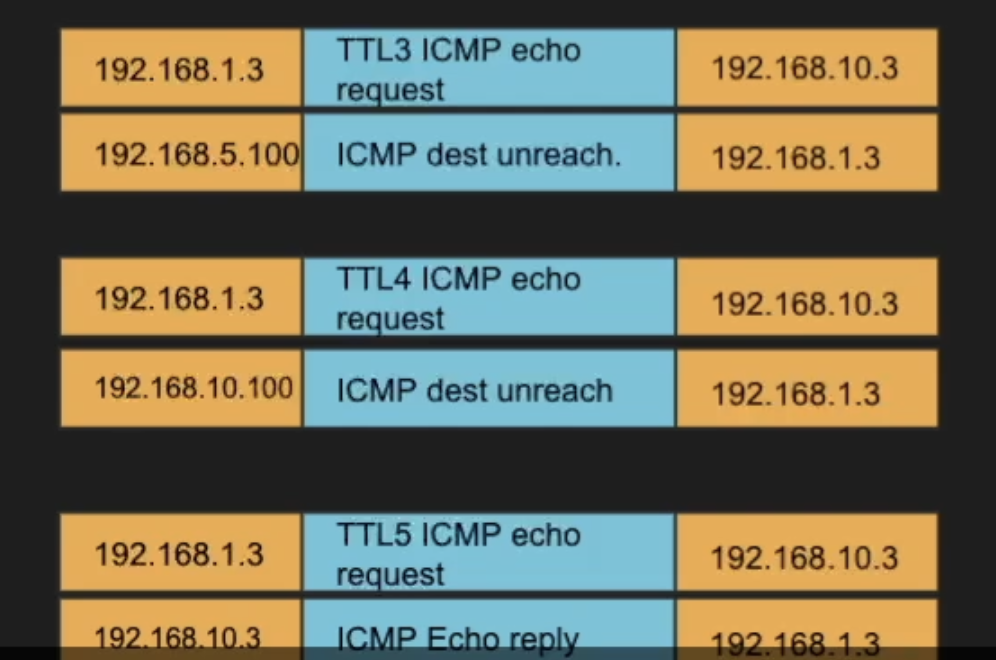 192.168.1.3 TTL3 ICMP echo request 192.168.10.3
192.168.5.100 ICMP dest unreach. 192.168.1.3
192.168.1.3 TTL4 ICMP echo request 192.168.10.3
192.168.10.100 ICMP dest unreach 192.168.1.3
192.168.1.3 TTL5 ICMP echo request 192.168.10.3
192.168.10.3 ICMP Echo reply 192.168.1.3